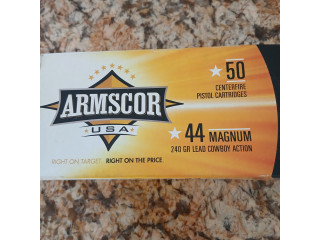 ARMSCOR
USA
RIGHT ON TARGET. RIGHT ON THE PRICE
50
CENTERFIRE
PISTOL CARTRIDGES
44 MAGNUM
240 GR LEAD COWBOY ACTION